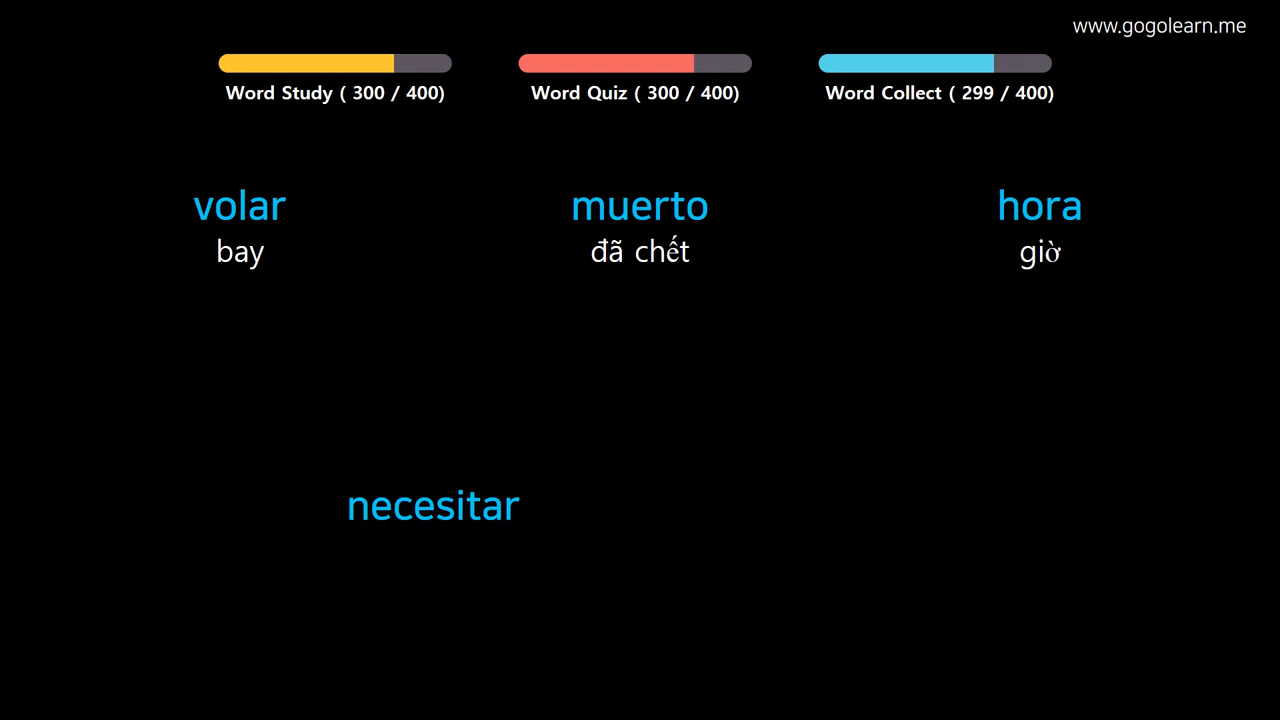 www.gogolearn.me
Word Study ( 300 / 400)
Word Quiz ( 300 / 400)
Word Collect ( 299 / 400)
volar
bay
muerto
đã chết
hora
giờ
necesitar